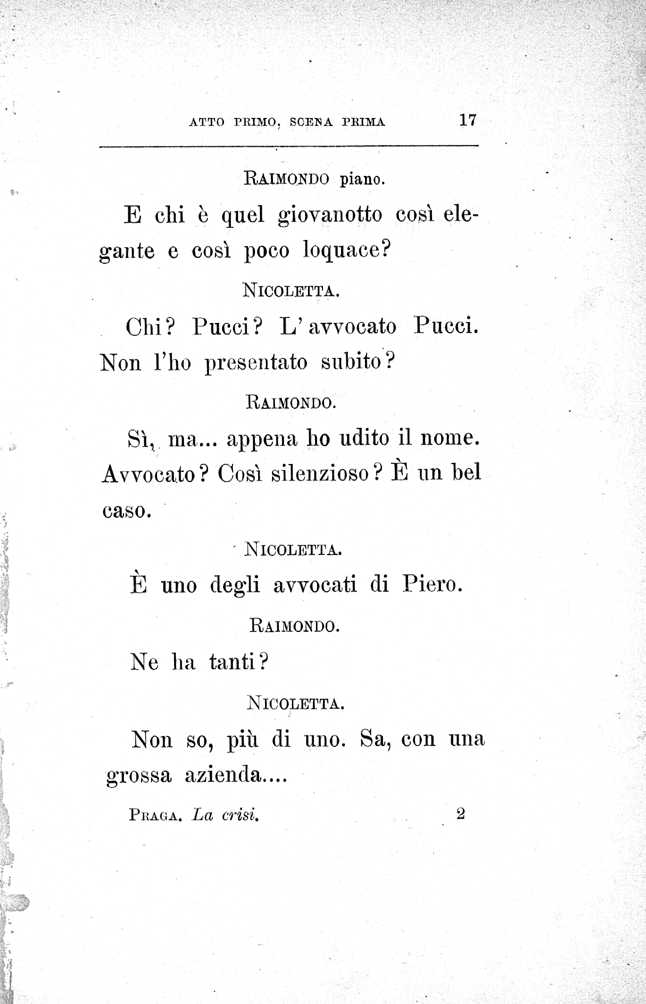 ATTO PRIMO, SCENA PRIMA 17
RAIMONDO piano.
E chi è quel giovanotto così ele-
gante e così poco loquace?
NICOLETTA.
Chi? Pucci? L'avvocato Pucci.
Non l'ho presentato subito?
RAIMONDO.
Sì, ma... appena ho udito il nome.
Avvocato? Così silenzioso? È un bel
caso.
NICOLETTA.
È uno degli avvocati di Piero.
RAIMONDO.
Ne ha tanti?
NICOLETTA.
Non so, più di uno. Sa, con una
grossa azienda....
PRAGA. La crisi. 2